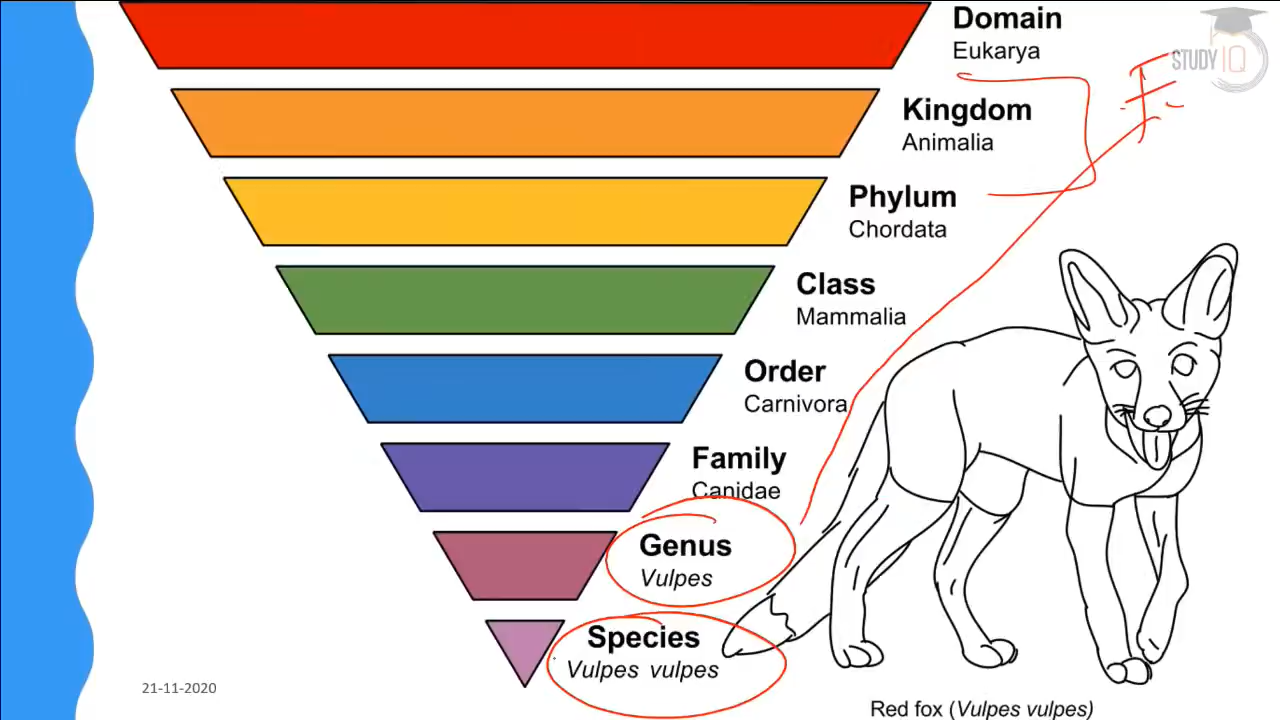 Domain
Eukarya
STUDY IQ
Kingdom
Animalia
Phylum
Chordata
Class
Mammalia
Order
Carnivora
Family
Canidae
Genus
Vulpes
Species
Vulpes vulpes
21-11-2020
Red fox (Vulpes vulpes)